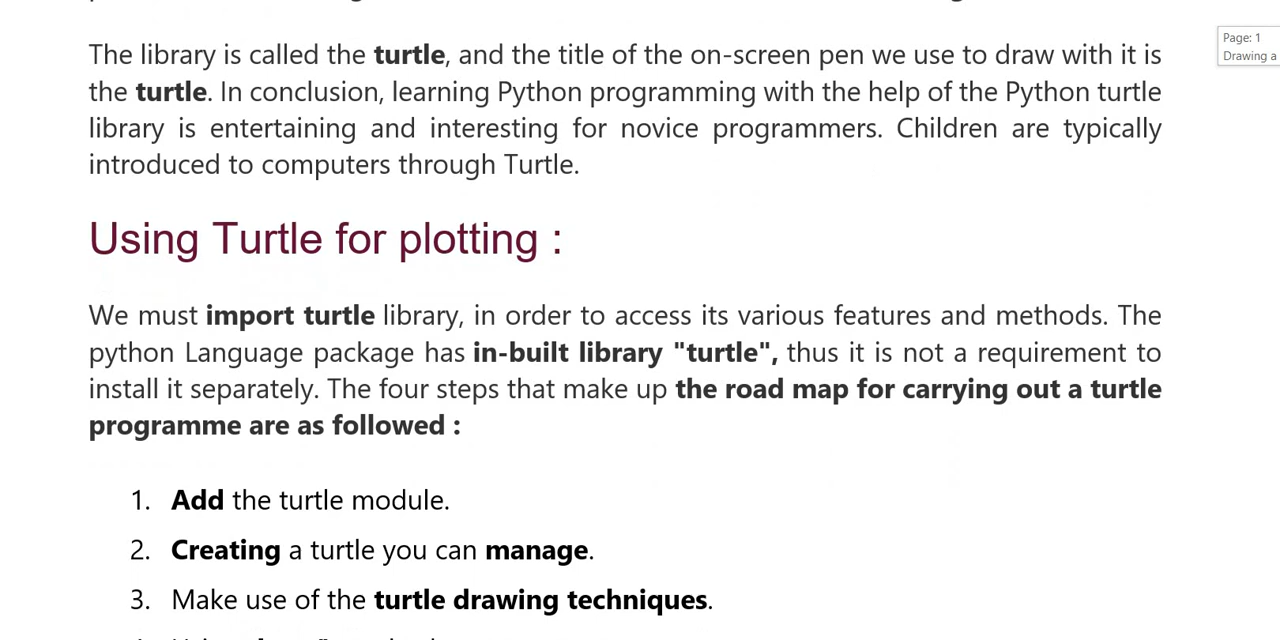 The library is called the turtle, and the title of the on-screen pen we use to draw with it is
the turtle. In conclusion, learning Python programming with the help of the Python turtle
library is entertaining and interesting for novice programmers. Children are typically
introduced to computers through Turtle.
Page: 1
Drawing a
Using Turtle for plotting :
We must import turtle library, in order to access its various features and methods. The
python Language package has in-built library "turtle", thus it is not a requirement to
install it separately. The four steps that make up the road map for carrying out a turtle
programme are as followed :
1. Add the turtle module.
2. Creating a turtle you can manage.
3. Make use of the turtle drawing techniques.